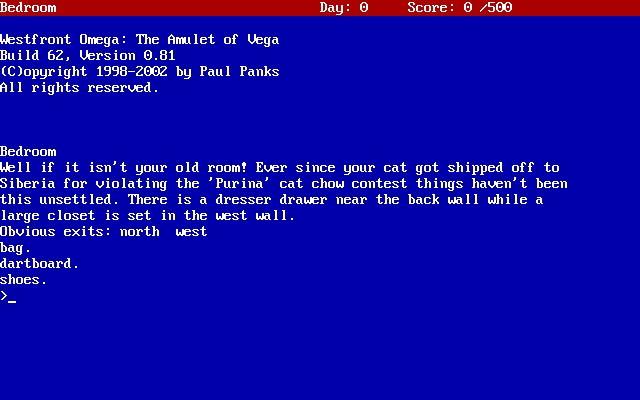 Bedroom Day: 0 Score: 0 /500
Westfront Omega: The Amulet of Vega
Build 62, Version 0.81
(C)opyright 1998-2002 by Paul Panks
All rights reserved.
Bedroom
Well if it isn't your old room! Ever since your cat got shipped off to
Siberia for violating the 'Purina' cat chow contest things haven't been
this unsettled. There is a dresser drawer near the back wall while a
large closet is set in the west wall.
Obvious exits: north west
bag.
dartboard.
shoes.
>_